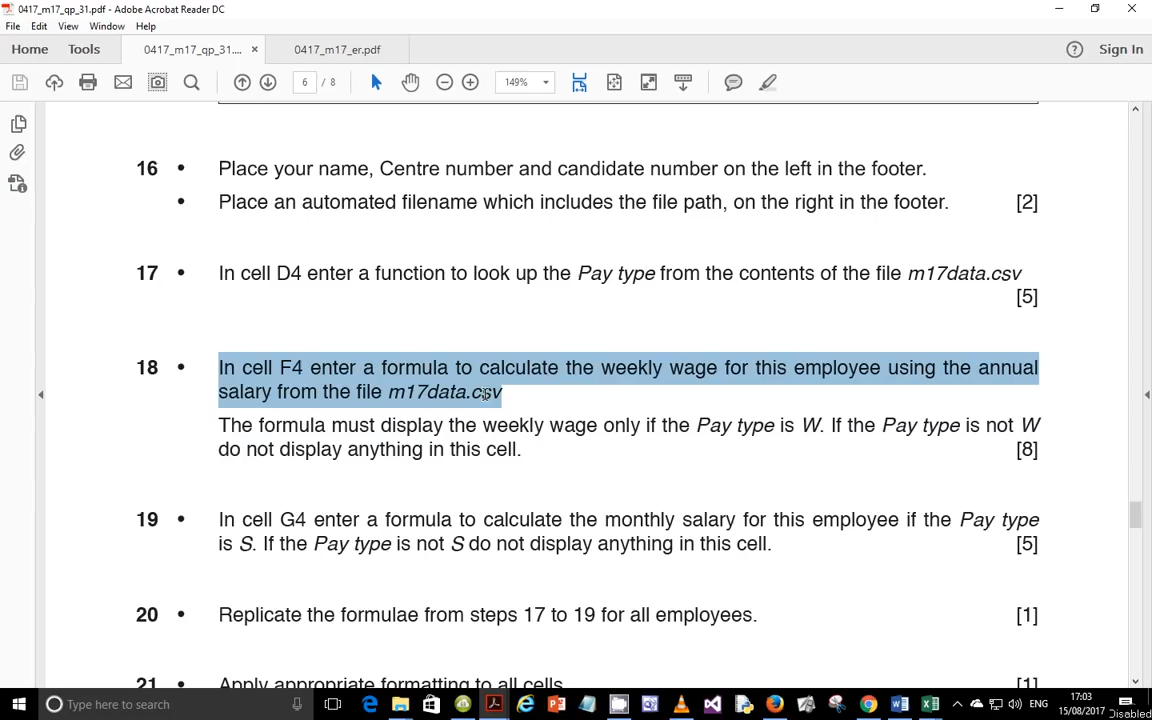 0417_m17_qp_31.pdf - Adobe Acrobat Reader DC
File Edit View Window Help
Home Tools 0417_m17_qp_31.... × 0417_m17_er.pdf Sign In
6 / 8 149%
16 • Place your name, Centre number and candidate number on the left in the footer.
• Place an automated filename which includes the file path, on the right in the footer. [2]
17 • In cell D4 enter a function to look up the Pay type from the contents of the file m17data.csv
[5]
18 • In cell F4 enter a formula to calculate the weekly wage for this employee using the annual
salary from the file m17data.csv
The formula must display the weekly wage only if the Pay type is W. If the Pay type is not W
do not display anything in this cell. [8]
19 • In cell G4 enter a formula to calculate the monthly salary for this employee if the Pay type
is S. If the Pay type is not S do not display anything in this cell. [5]
20 • Replicate the formulae from steps 17 to 19 for all employees. [1]
21 • Apply appropriate formatting to all cells. [1]
Type here to search ENG 17:03
15/08/2017 Disabled